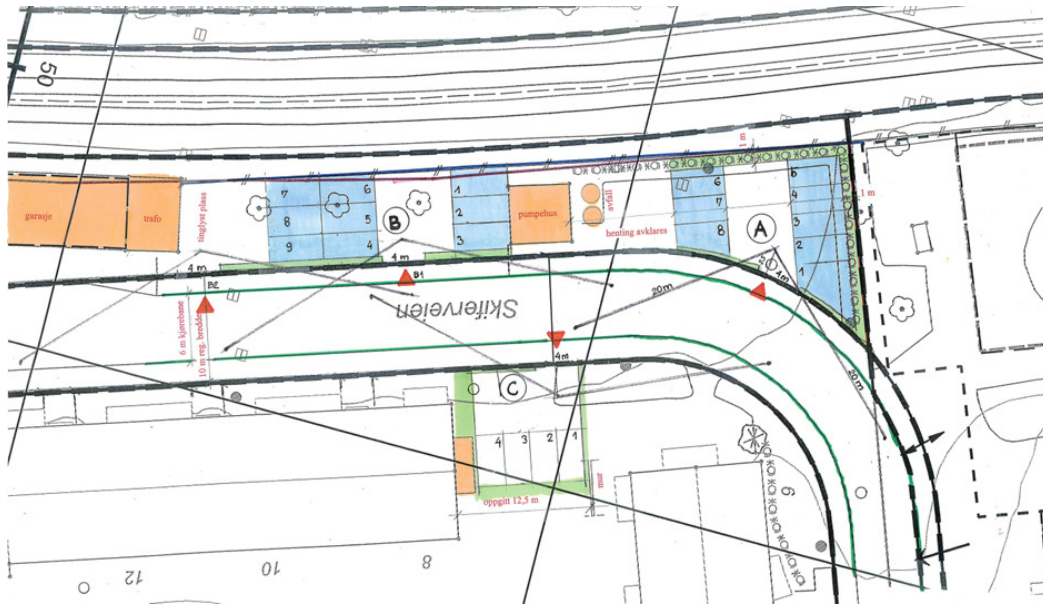 50
1 m
garasje
trafo
tinglyst plass
7
8
9
6
5
4
B
1
2
3
pumpehus
avfall
henting avklares
6
7
8
A
5
4
3
2
1
1 m
4 m
4 m
4m
B2
B1
Skiferveien
20m
20m
6 m kjørebane
10 m reg. bredde
4m
C
4
3
2
1
mur
oppgitt 12,5 m
12
10
8
6